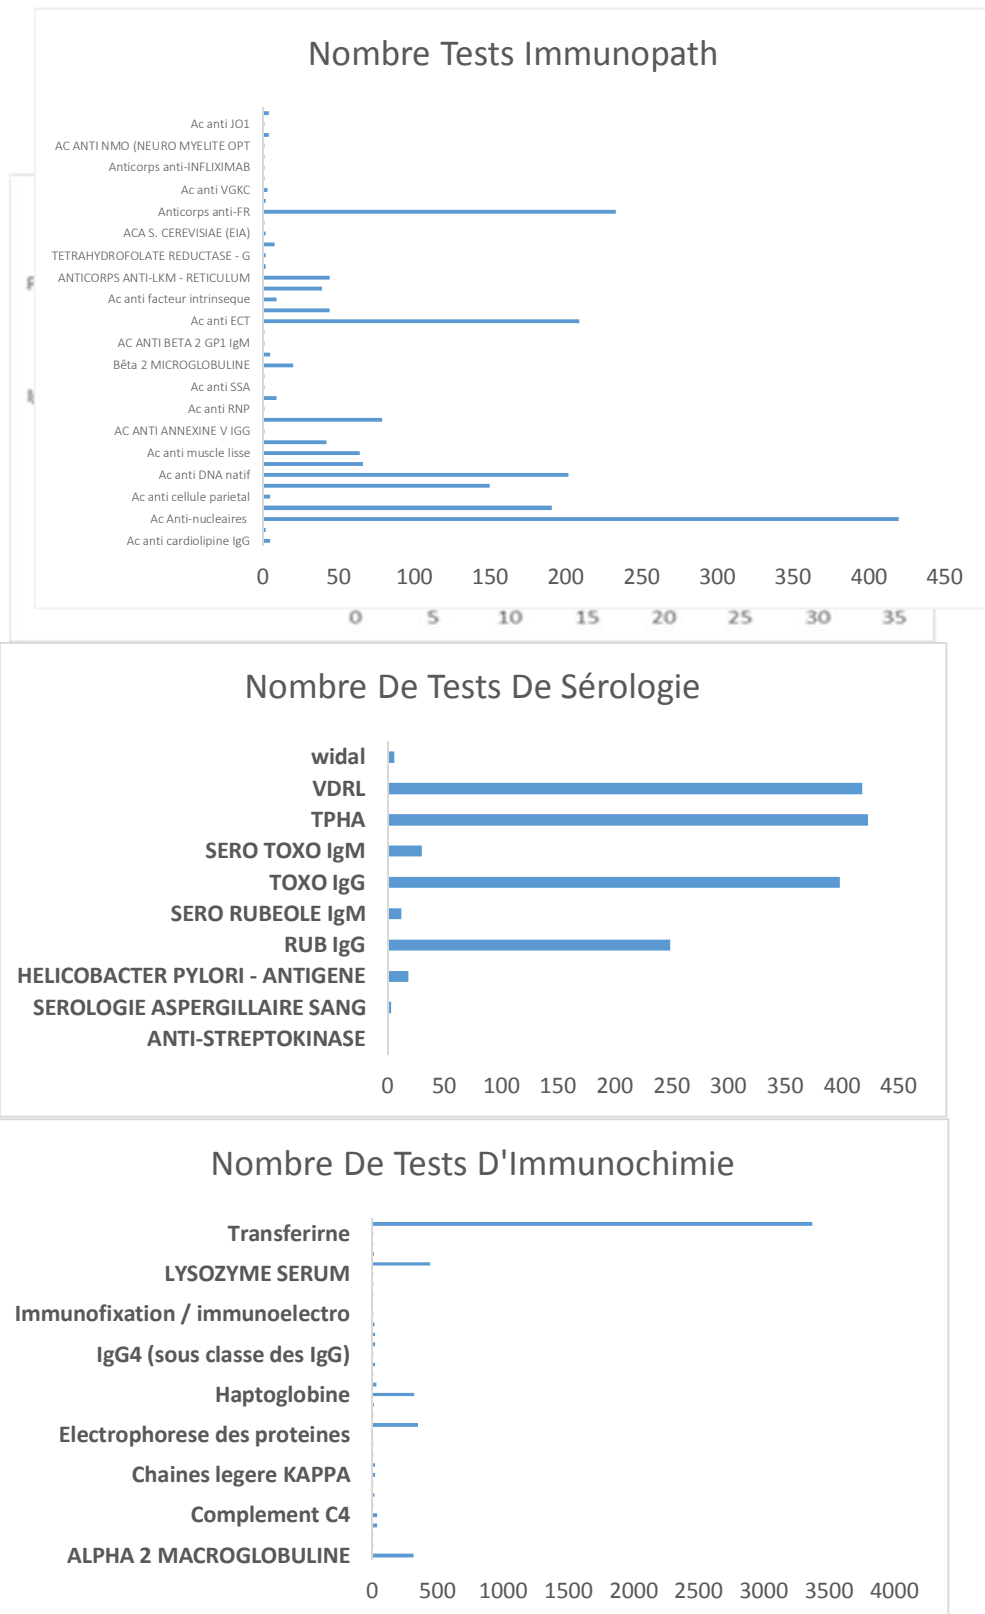 Nombre Tests Immunopath
Ac anti JO1
AC ANTI NMO (NEURO MYELITE OPT
Anticorps anti-INFLIXIMAB
Ac anti VGKC
Anticorps anti-FR
ACA S. CEREVISIAE (EIA)
TETRAHYDROFOLATE REDUCTASE - G
ANTICORPS ANTI-LKM - RETICULUM
Ac anti facteur intrinseque
Ac anti ECT
AC ANTI BETA 2 GP1 IgM
Bêta 2 MICROGLOBULINE
Ac anti SSA
Ac anti RNP
AC ANTI ANNEXINE V IGG
Ac anti muscle lisse
Ac anti DNA natif
Ac anti cellule parietal
Ac Anti-nucleaires
Ac anti cardiolipine IgG
0 50 100 150 200 250 300 350 400 450
0 5 10 15 20 25 30 35
Nombre De Tests De Sérologie
widal
VDRL
TPHA
SERO TOXO IgM
TOXO IgG
SERO RUBEOLE IgM
RUB IgG
HELICOBACTER PYLORI - ANTIGENE
SEROLOGIE ASPERGILLAIRE SANG
ANTI-STREPTOKINASE
0 50 100 150 200 250 300 350 400 450
Nombre De Tests D'Immunochimie
Transferirne
LYSOZYME SERUM
Immunofixation / immunoelectro
IgG4 (sous classe des IgG)
Haptoglobine
Electrophorese des proteines
Chaines legere KAPPA
Complement C4
ALPHA 2 MACROGLOBULINE
0 500 1000 1500 2000 2500 3000 3500 4000